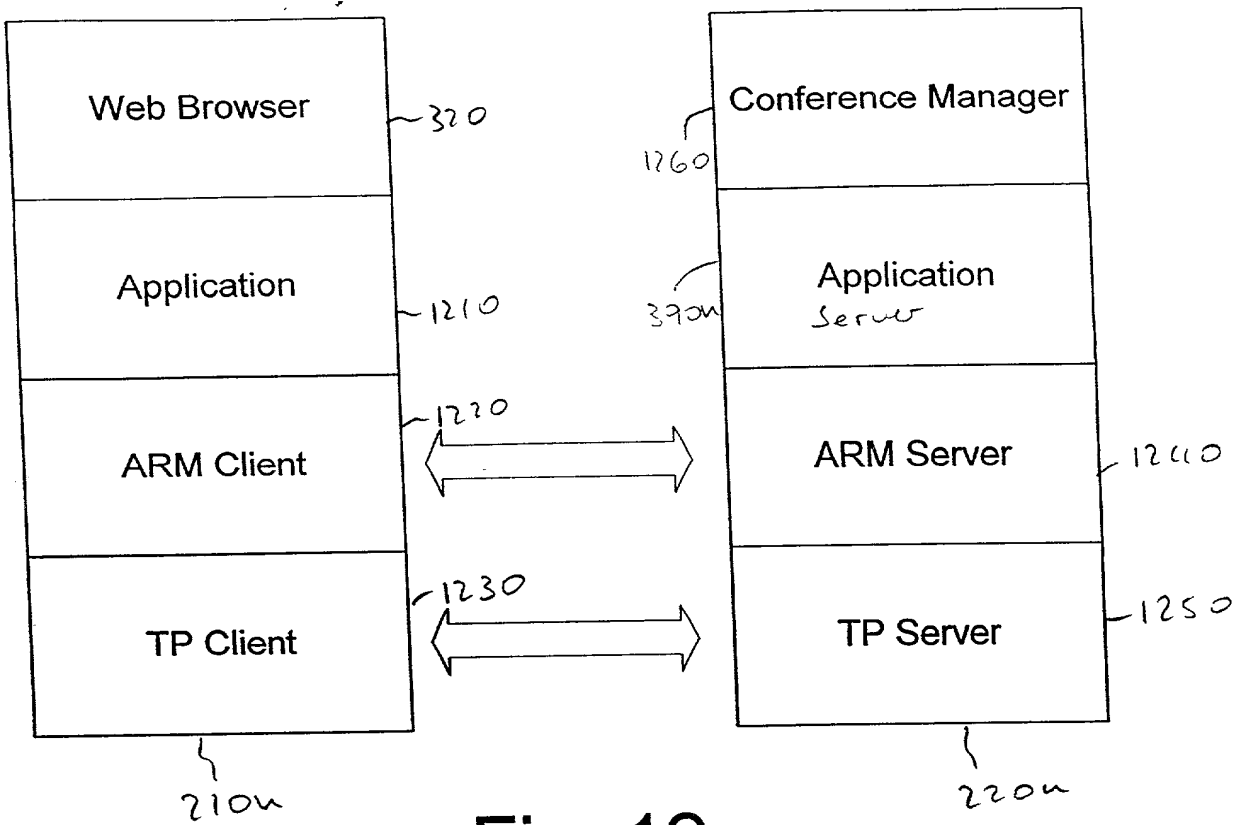 Web Browser
320
Application
1210
ARM Client
1220
TP Client
1230
210n
Conference Manager
1260
Application
Server
390n
ARM Server
1240
TP Server
1250
220n